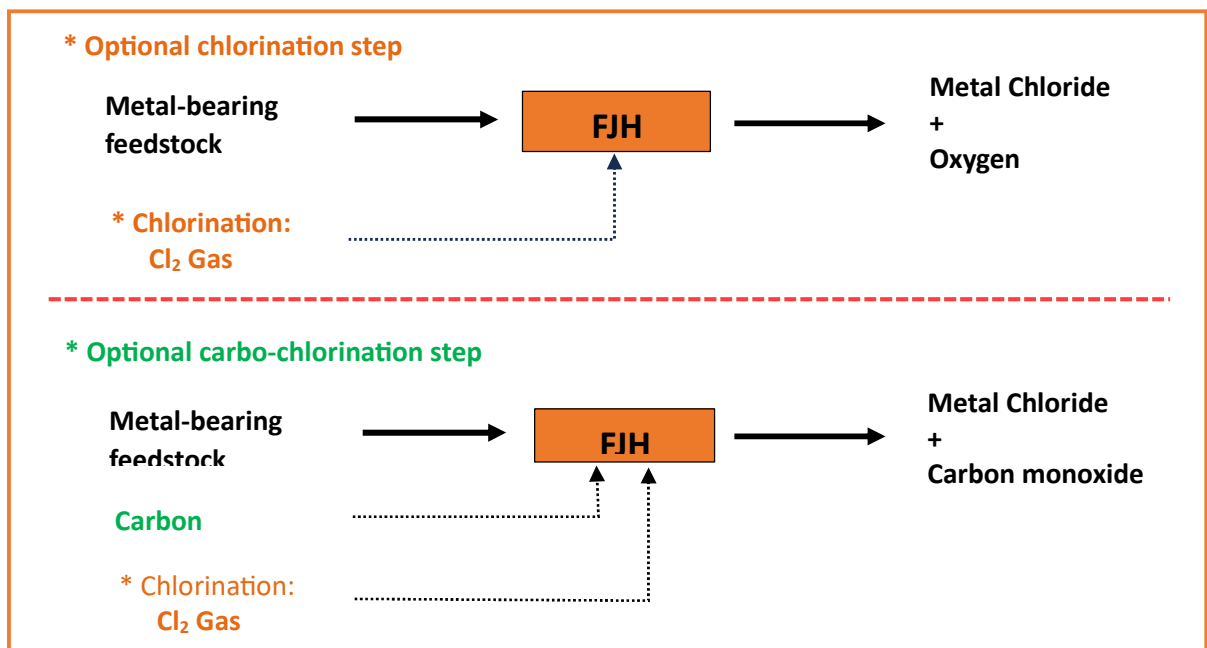 * Optional chlorination step
Metal-bearing
feedstock
FJH
Metal Chloride
+
Oxygen
* Chlorination:
Cl₂ Gas
* Optional carbo-chlorination step
Metal-bearing
feedstock
FJH
Metal Chloride
+
Carbon monoxide
Carbon
* Chlorination:
Cl₂ Gas